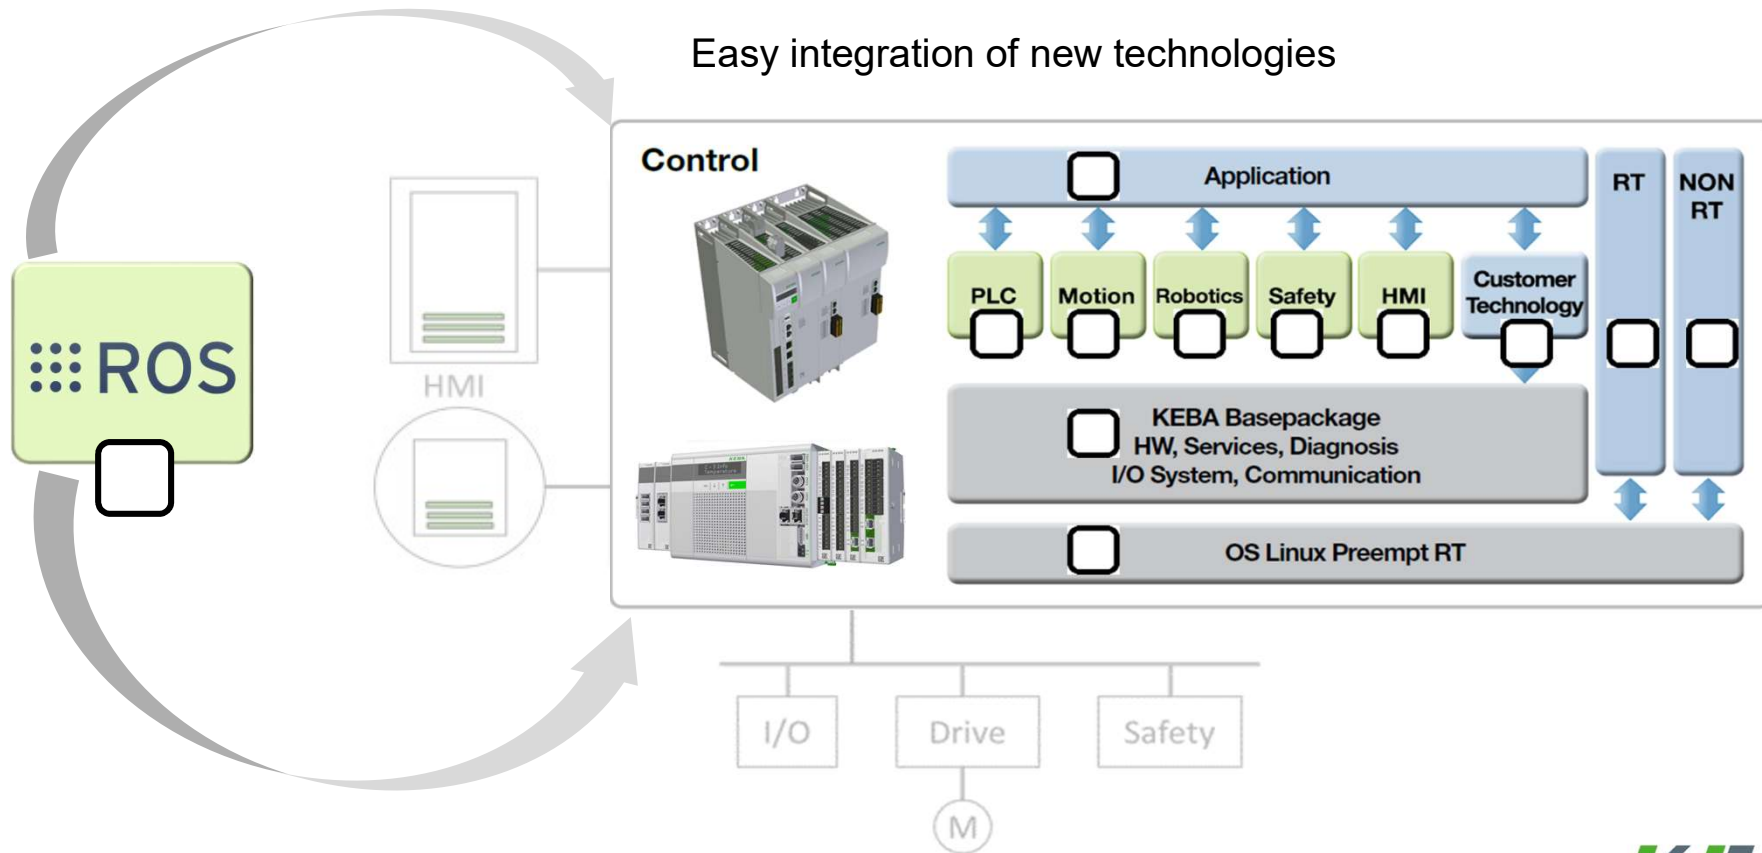 Easy integration of new technologies
Control
Application
RT
NON
RT
PLC
Motion
Robotics
Safety
HMI
Customer
Technology
ROS
HMI
KEBA Basepackage
HW, Services, Diagnosis
I/O System, Communication
OS Linux Preempt RT
I/O
Drive
Safety
M